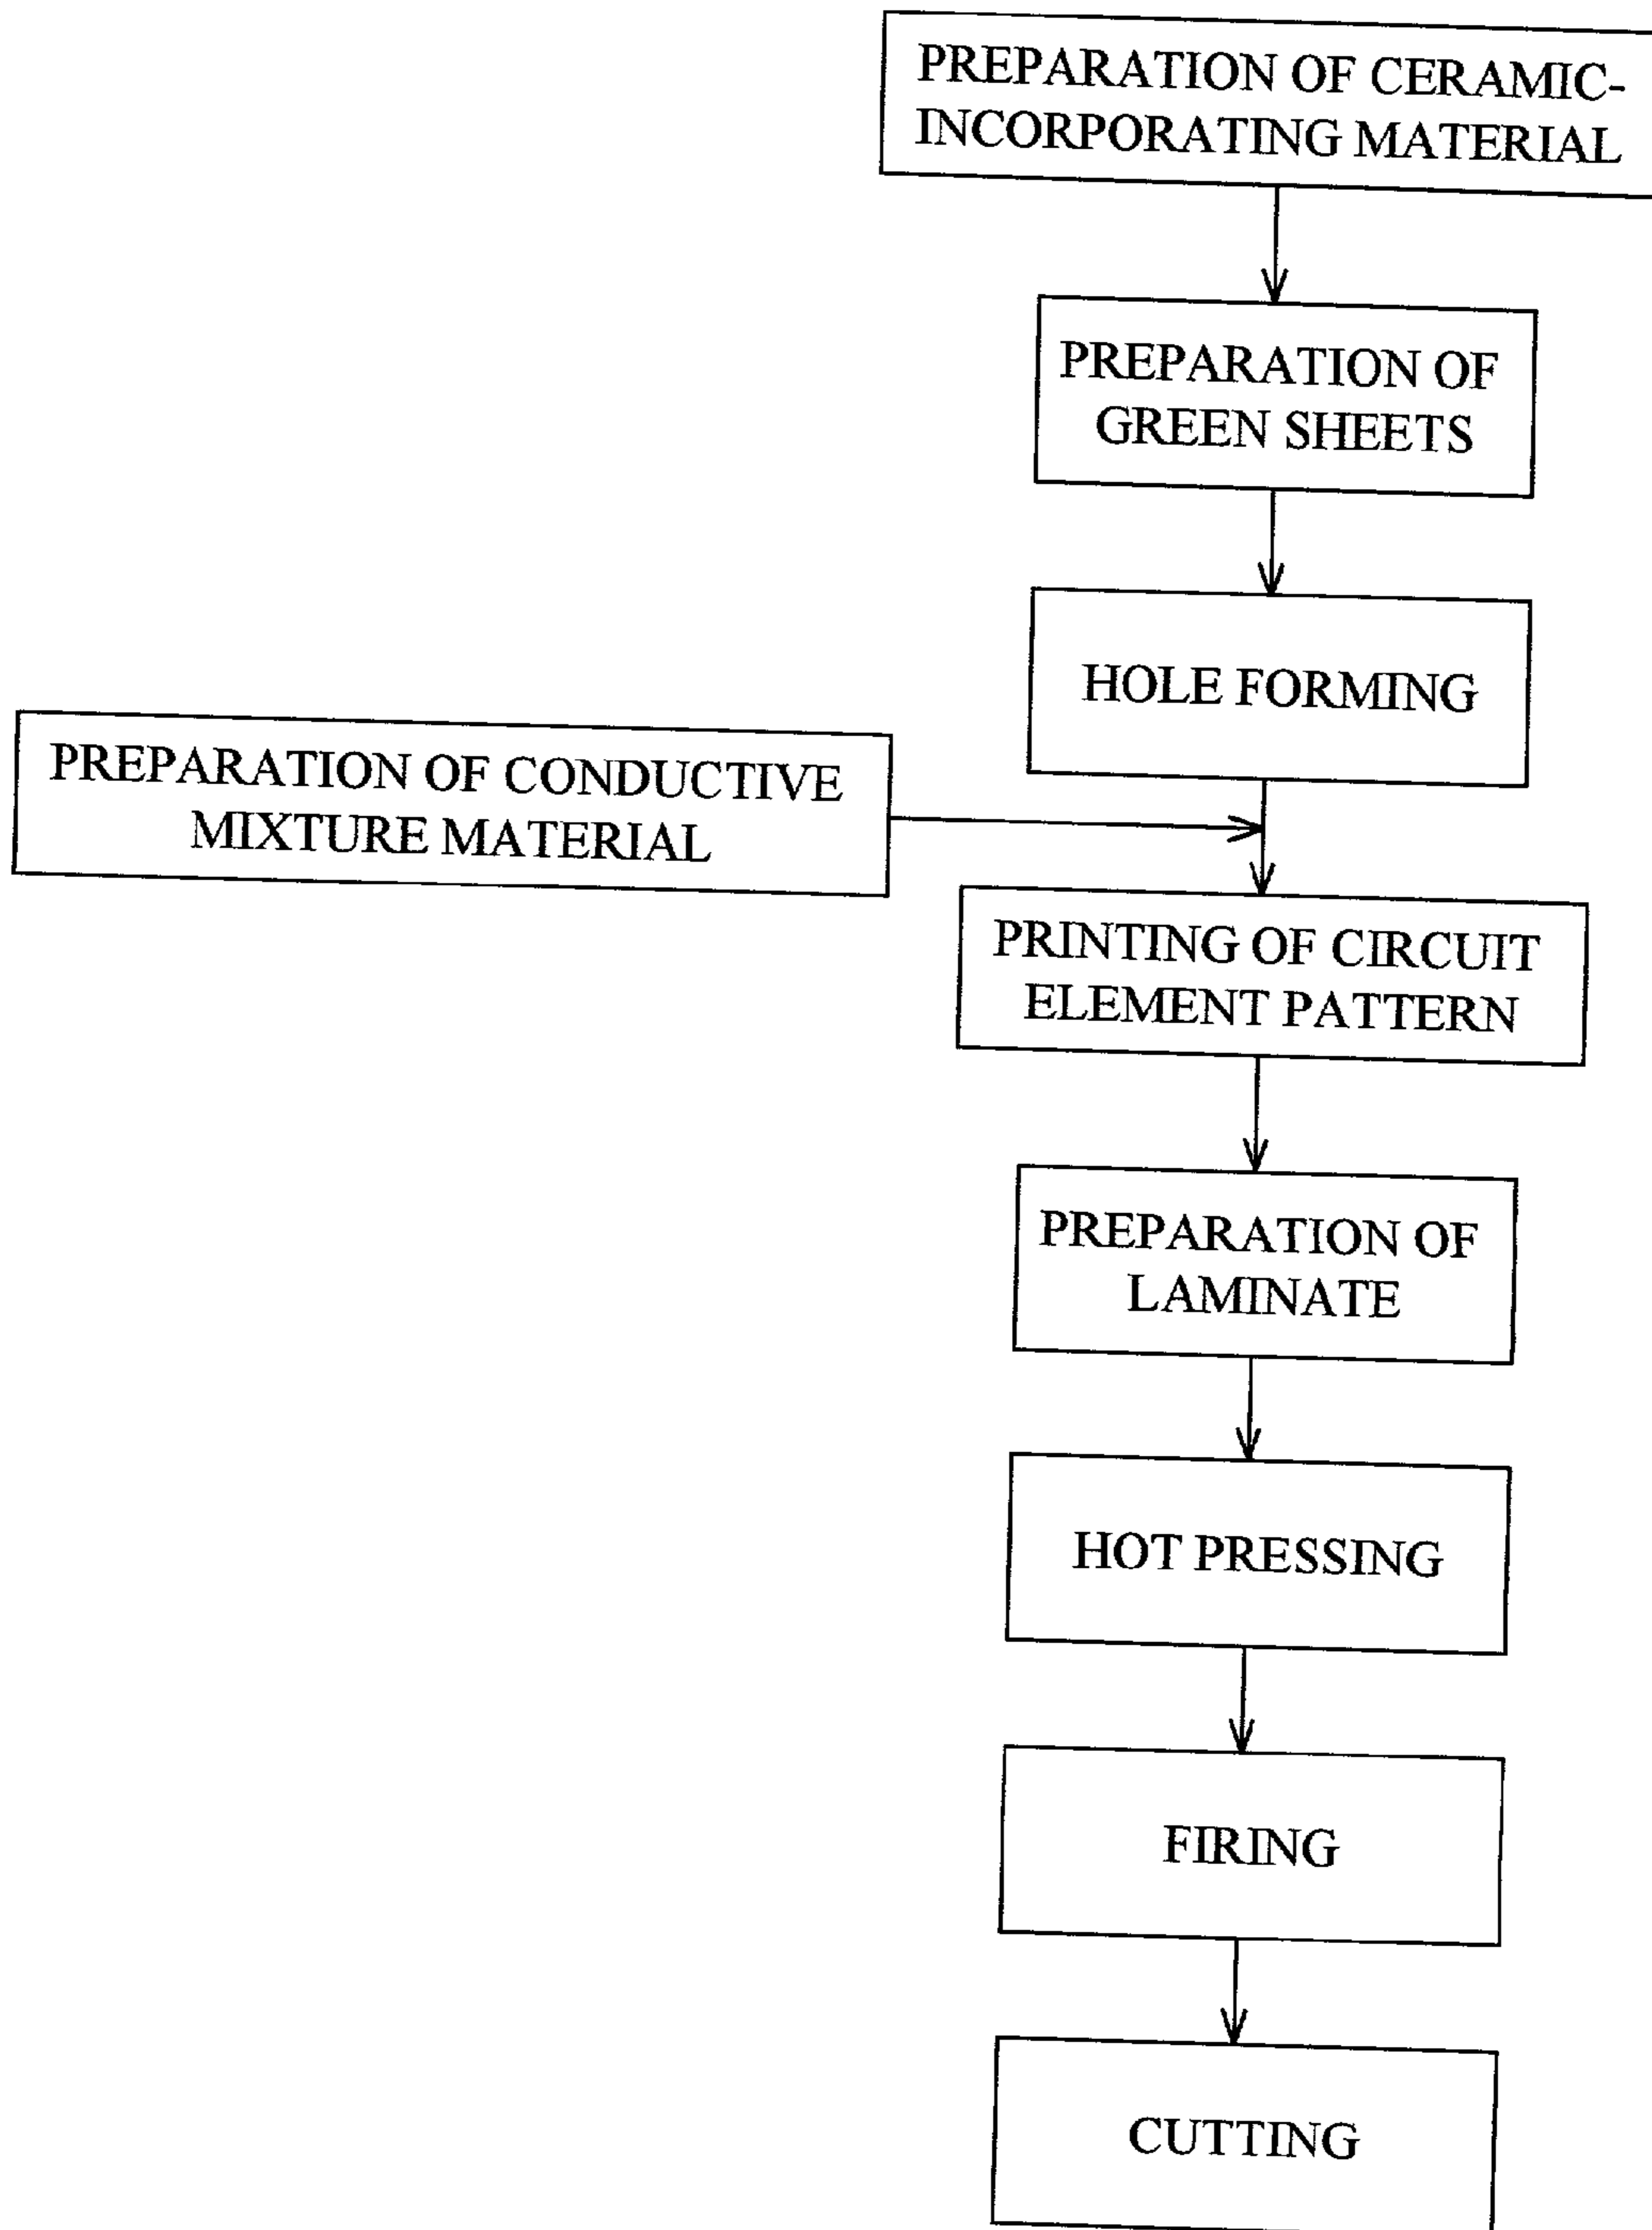 PREPARATION OF CERAMIC-
INCORPORATING MATERIAL
PREPARATION OF
GREEN SHEETS
HOLE FORMING
PREPARATION OF CONDUCTIVE
MIXTURE MATERIAL
PRINTING OF CIRCUIT
ELEMENT PATTERN
PREPARATION OF
LAMINATE
HOT PRESSING
FIRING
CUTTING